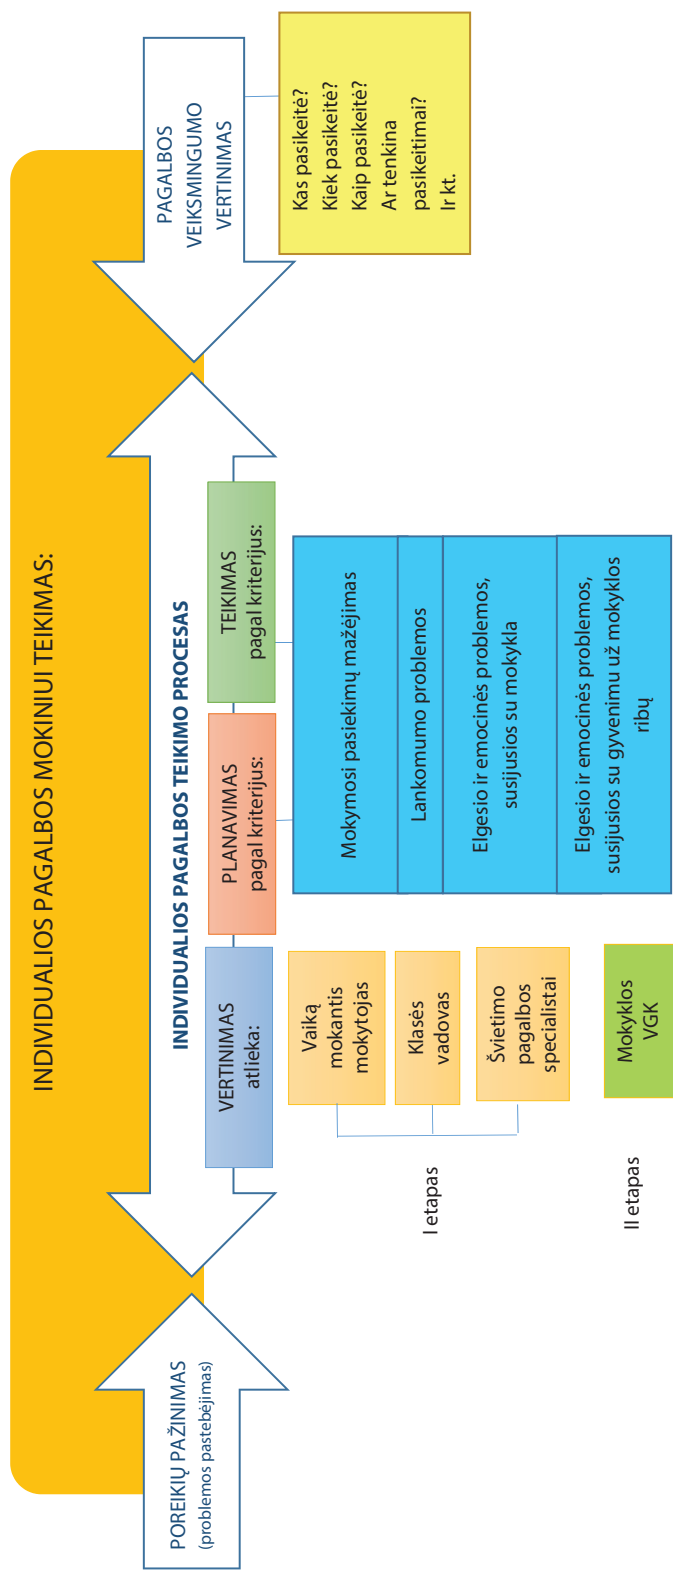 INDIVIDUALIOS PAGALBOS MOKINIUI TEIKIMAS:
POREIKIŲ PAŽINIMAS
(problemos pastebėjimas)
INDIVIDUALIOS PAGALBOS TEIKIMO PROCESAS
PAGALBOS
VEIKSMINGUMO
VERTINIMAS
VERTINIMAS
atlieka:
PLANAVIMAS
pagal kriterijus:
TEIKIMAS
pagal kriterijus:
I etapas
Vaiką
mokantis
mokytojas
Klasės
vadovas
Švietimo
pagalbos
specialistai
II etapas
Mokyklos
VGK
Mokymosi pasiekimų mažėjimas
Lankomumo problemos
Elgesio ir emocinės problemos,
susijusios su mokykla
Elgesio ir emocinės problemos,
susijusios su gyvenimu už mokyklos
ribų
Kas pasikeitė?
Kiek pasikeitė?
Kaip pasikeitė?
Ar tenkina
pasikeitimai?
Ir kt.